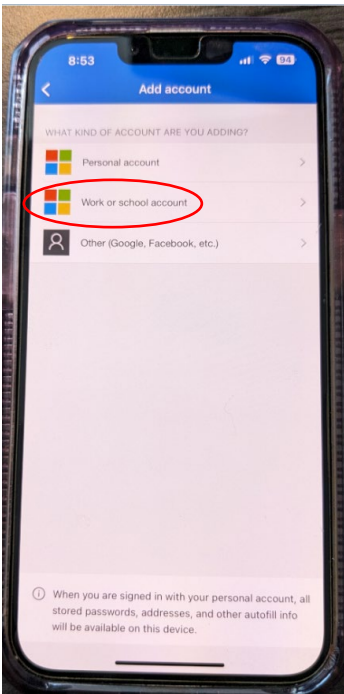 8:53
94
Add account
WHAT KIND OF ACCOUNT ARE YOU ADDING?
Personal account
Work or school account
Other (Google, Facebook, etc.)
When you are signed in with your personal account, all
stored passwords, addresses, and other autofill info
will be available on this device.